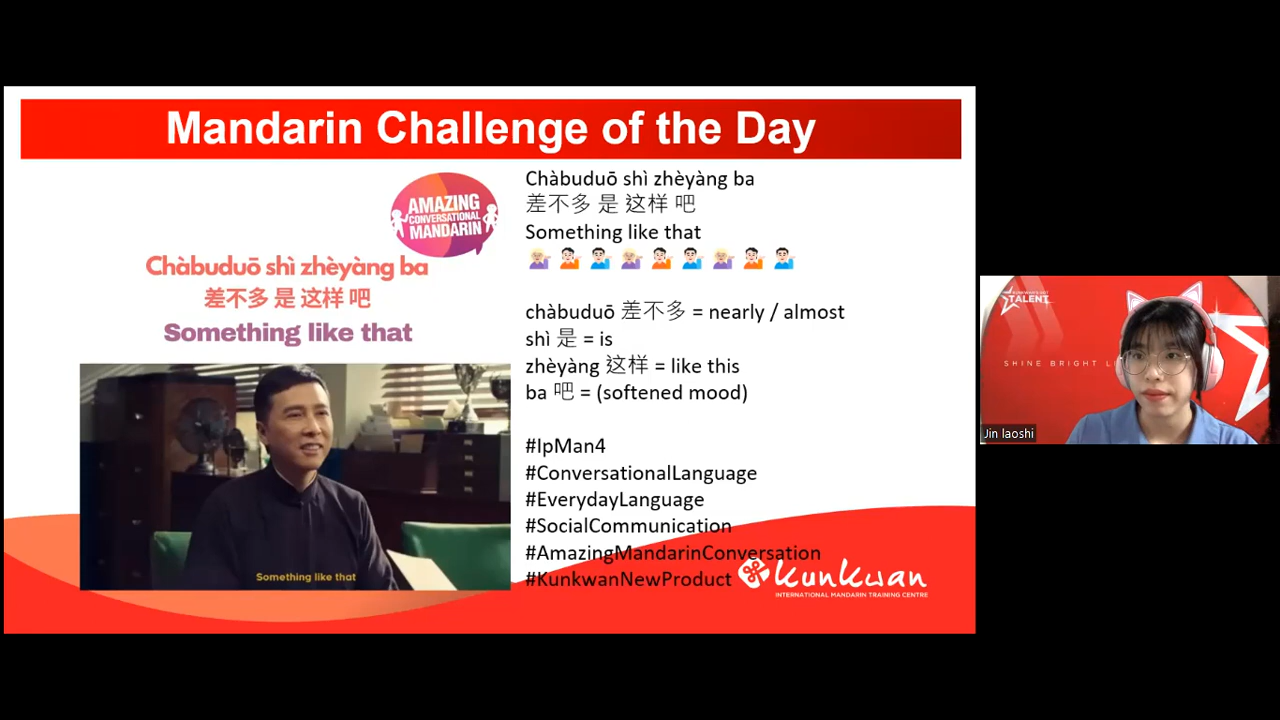 Mandarin Challenge of the Day
AMAZING
CONVERSATIONAL
MANDARIN
Chàbuduō shì zhèyàng ba
差不多 是 这样 吧
Something like that
Something like that
Chàbuduō shì zhèyàng ba
差不多 是 这样 吧
Something like that
chàbuduō 差不多 = nearly / almost
shì 是 = is
zhèyàng 这样 = like this
ba 吧 = (softened mood)
#IpMan4
#ConversationalLanguage
#EverydayLanguage
#SocialCommunication
#AmazingMandarinConversation
#KunkwanNewProduct
kunkwan
INTERNATIONAL MANDARIN TRAINING CENTRE
TALENT
SHINE BRIGHT
Jin laoshi